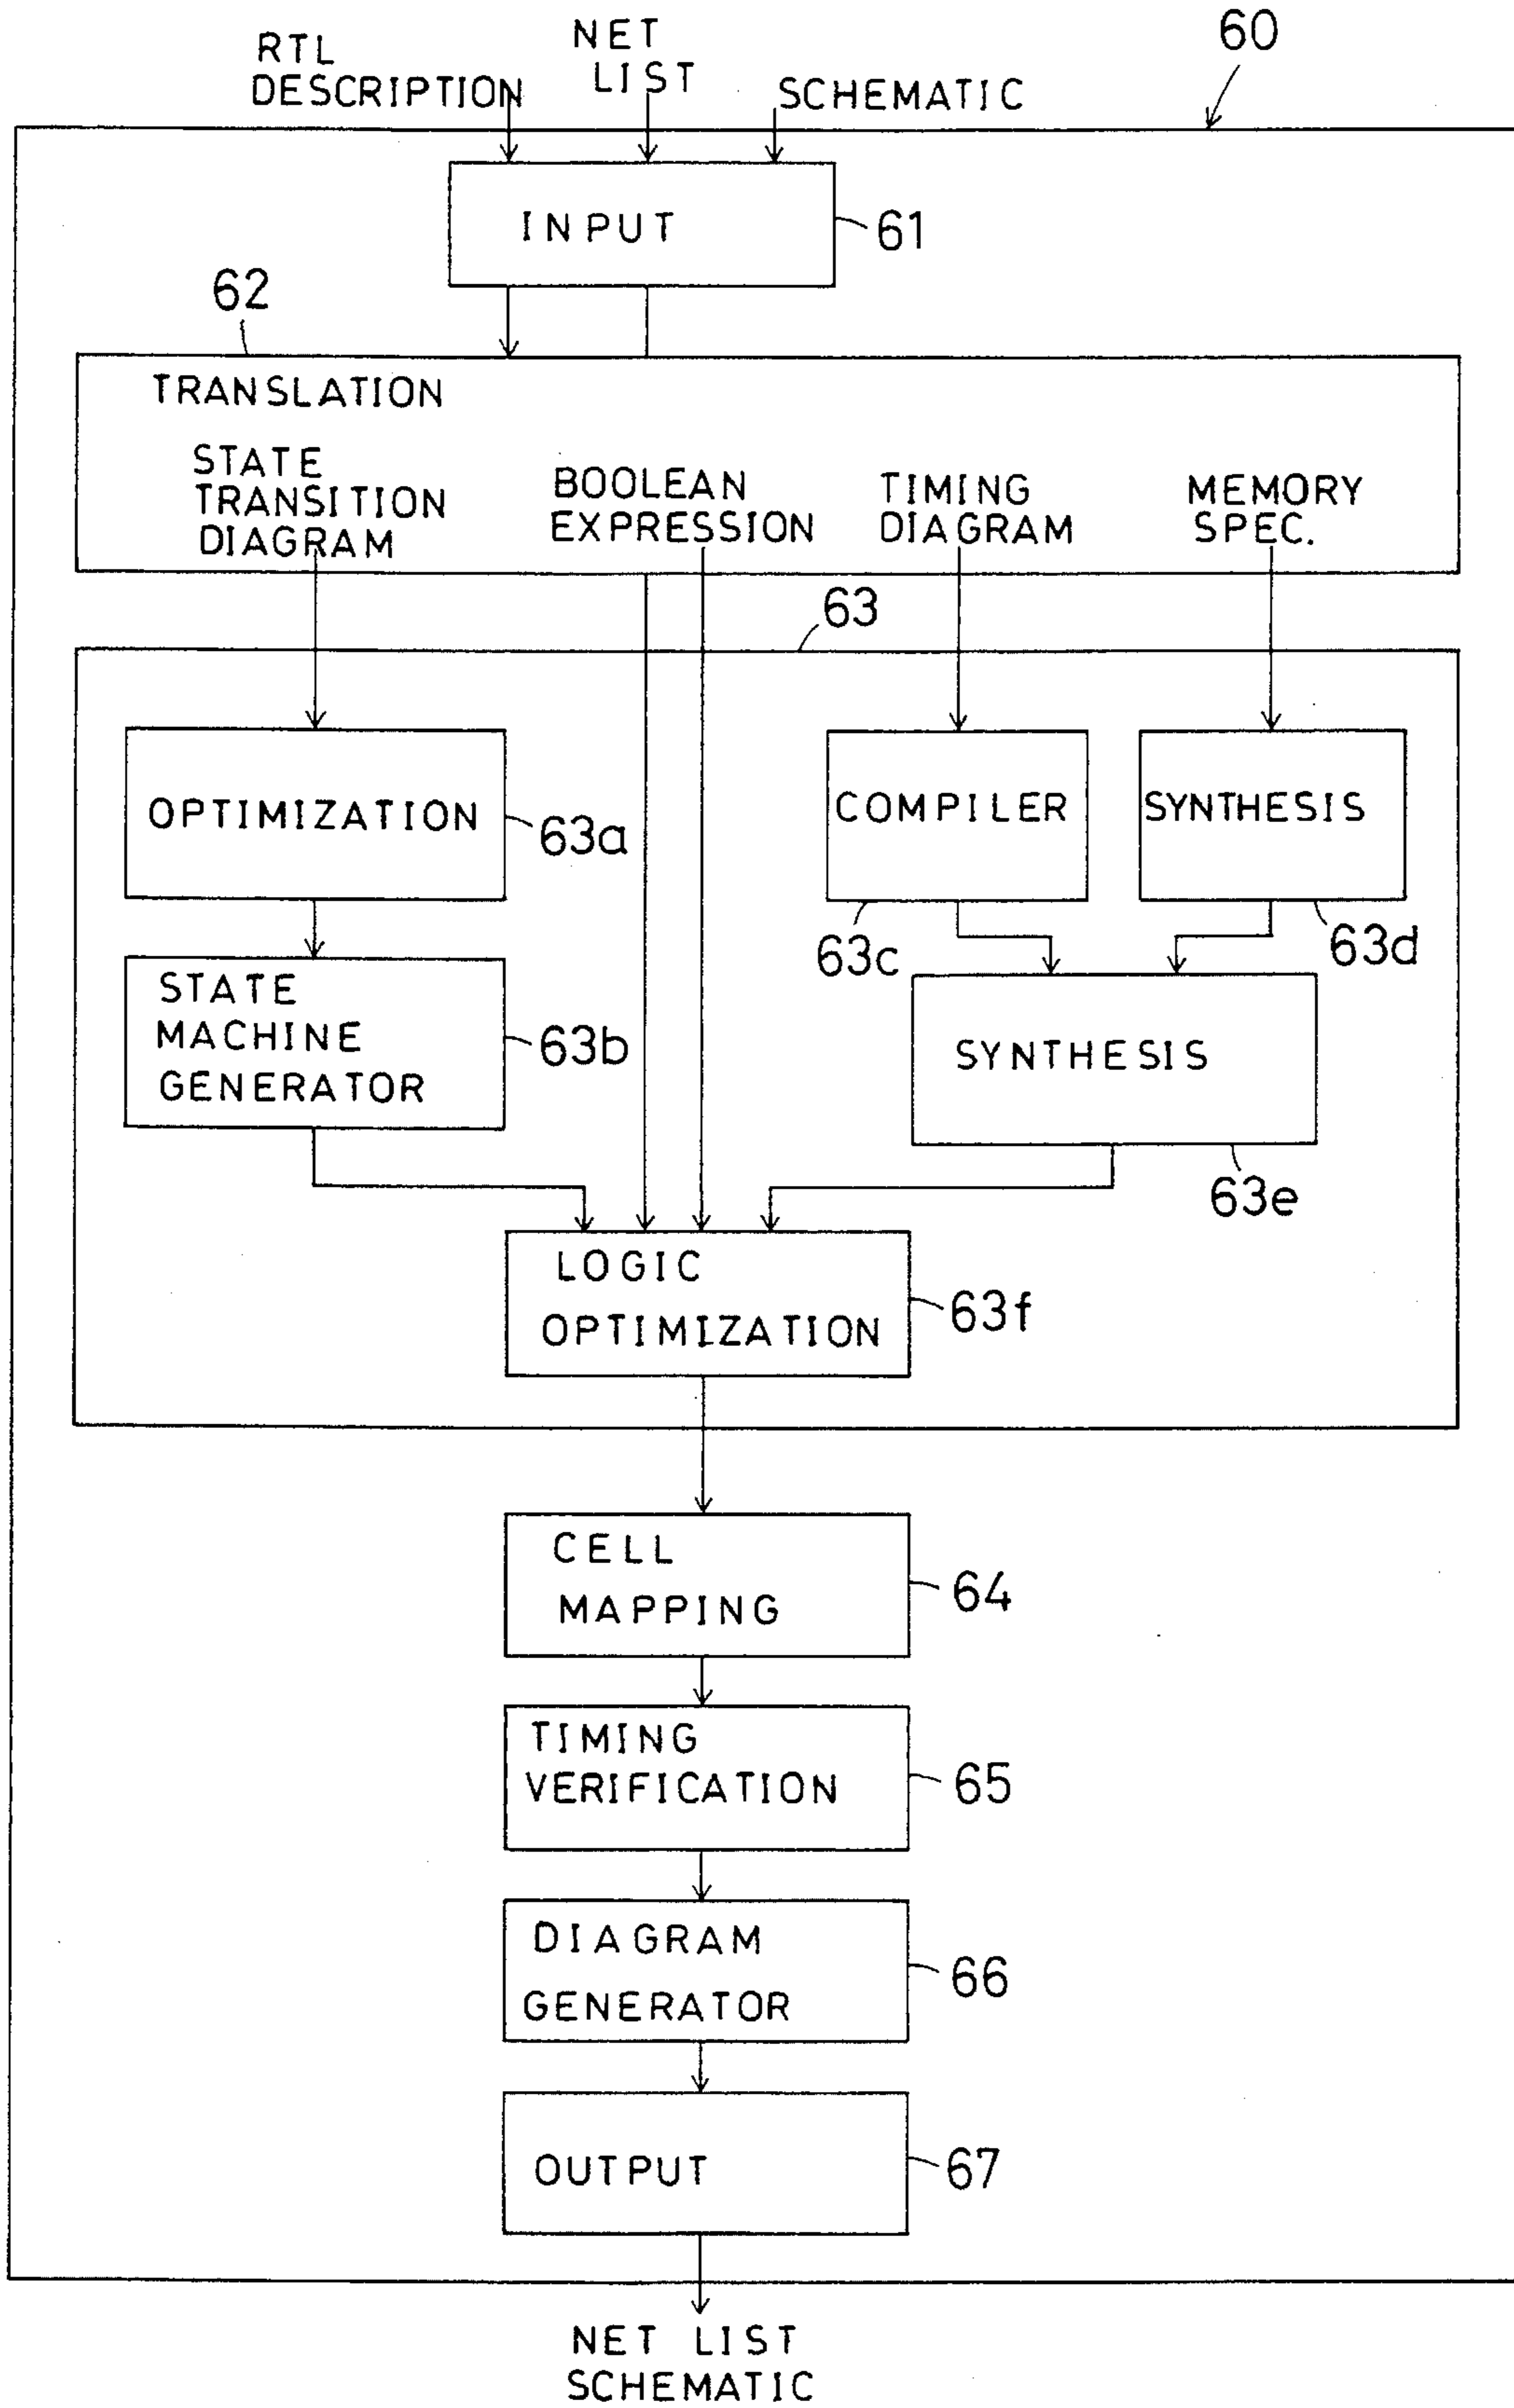 60
RTL
DESCRIPTION
NET
LIST
SCHEMATIC
INPUT
61
62
TRANSLATION
STATE
TRANSITION
DIAGRAM
BOOLEAN
EXPRESSION
TIMING
DIAGRAM
MEMORY
SPEC.
63
OPTIMIZATION
63a
COMPILER
63c
SYNTHESIS
63d
STATE
MACHINE
GENERATOR
63b
SYNTHESIS
63e
LOGIC
OPTIMIZATION
63f
CELL
MAPPING
64
TIMING
VERIFICATION
65
DIAGRAM
GENERATOR
66
OUTPUT
67
NET LIST
SCHEMATIC